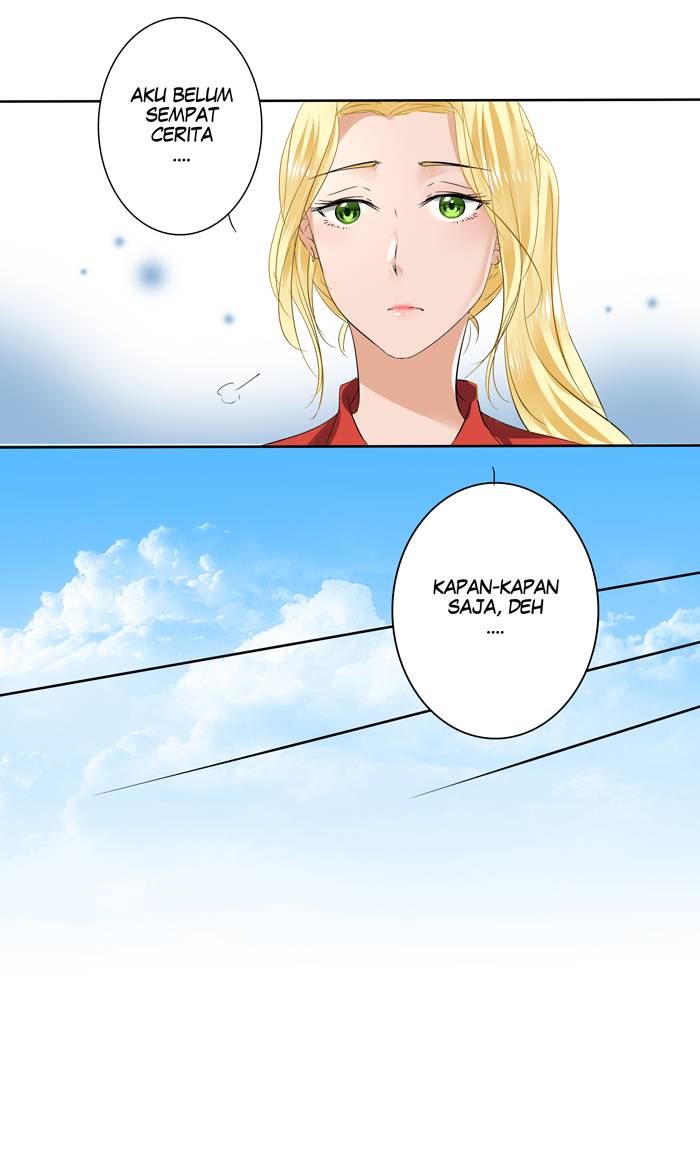 AKU BELUM
SEMPAT
CERITA
....
KAPAN-KAPAN
SAJA, DEH
....